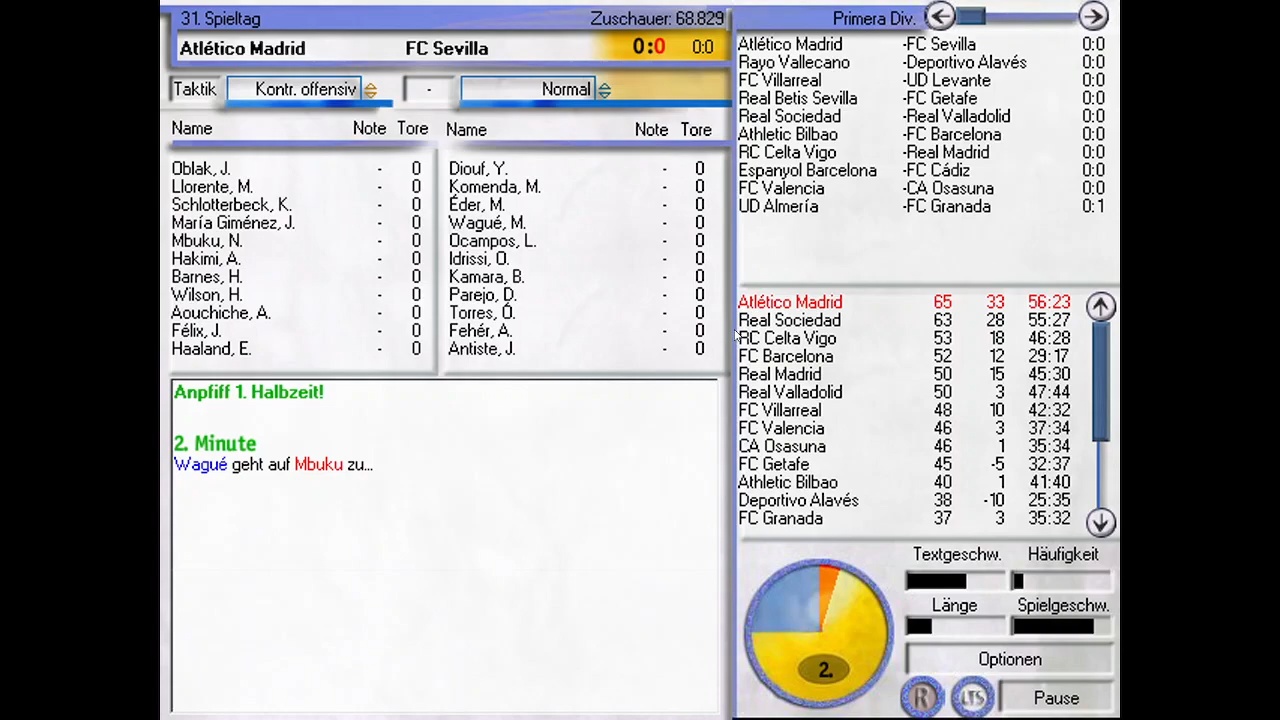 31. Spieltag Zuschauer: 68.829
Atlético Madrid FC Sevilla 0:0 0:0
Taktik Kontr. offensiv - Normal
Name Note Tore Name Note Tore
Oblak, J. - 0 Diouf, Y. - 0
Llorente, M. - 0 Komenda, M. - 0
Schlotterbeck, K. - 0 Éder, M. - 0
María Giménez, J. - 0 Wagué, M. - 0
Mbuku, N. - 0 Ocampos, L. - 0
Hakimi, A. - 0 Idrissi, O. - 0
Barnes, H. - 0 Kamara, B. - 0
Wilson, H. - 0 Parejo, D. - 0
Aouchiche, A. - 0 Torres, Ó. - 0
Félix, J. - 0 Fehér, A. - 0
Haaland, E. - 0 Antiste, J. - 0
Anpfiff 1. Halbzeit!
2. Minute
Wagué geht auf Mbuku zu...
Primera Div.
Atlético Madrid -FC Sevilla 0:0
Rayo Vallecano -Deportivo Alavés 0:0
FC Villarreal -UD Levante 0:0
Real Betis Sevilla -FC Getafe 0:0
Real Sociedad -Real Valladolid 0:0
Athletic Bilbao -FC Barcelona 0:0
RC Celta Vigo -Real Madrid 0:0
Espanyol Barcelona -FC Cádiz 0:0
FC Valencia -CA Osasuna 0:0
UD Almería -FC Granada 0:1
Atlético Madrid 65 33 56:23
Real Sociedad 63 28 55:27
RC Celta Vigo 53 18 46:28
FC Barcelona 52 12 29:17
Real Madrid 50 15 45:30
Real Valladolid 50 3 47:44
FC Villarreal 48 10 42:32
FC Valencia 46 3 37:34
CA Osasuna 46 1 35:34
FC Getafe 45 -5 32:37
Athletic Bilbao 40 1 41:40
Deportivo Alavés 38 -10 25:35
FC Granada 37 3 35:32
Textgeschw. Häufigkeit
Länge Spielgeschw.
2.
Optionen
R LTS Pause